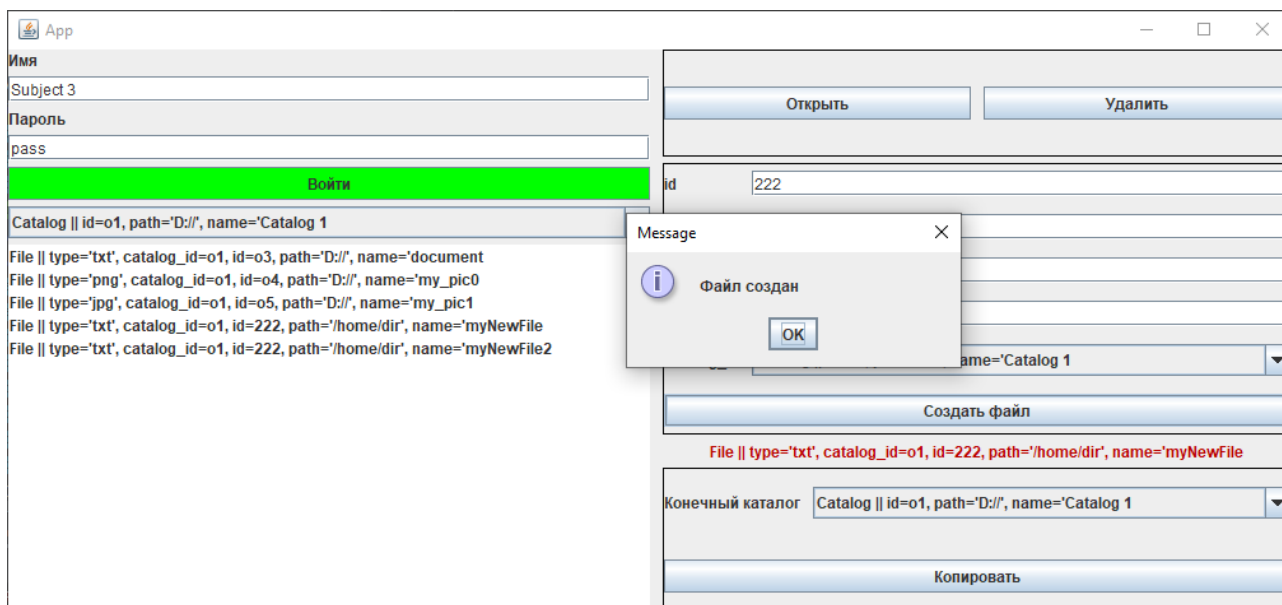 App
Имя
Subject 3
Пароль
pass
Войти
Catalog || id=o1, path='D://', name='Catalog 1
File || type='txt', catalog_id=o1, id=o3, path='D://', name='document
File || type='png', catalog_id=o1, id=o4, path='D://', name='my_pic0
File || type='jpg', catalog_id=o1, id=o5, path='D://', name='my_pic1
File || type='txt', catalog_id=o1, id=222, path='/home/dir', name='myNewFile
File || type='txt', catalog_id=o1, id=222, path='/home/dir', name='myNewFile2
Открыть Удалить
id 222
Message
Файл создан
OK
name='Catalog 1
Создать файл
File || type='txt', catalog_id=o1, id=222, path='/home/dir', name='myNewFile
Конечный каталог Catalog || id=o1, path='D://', name='Catalog 1
Копировать